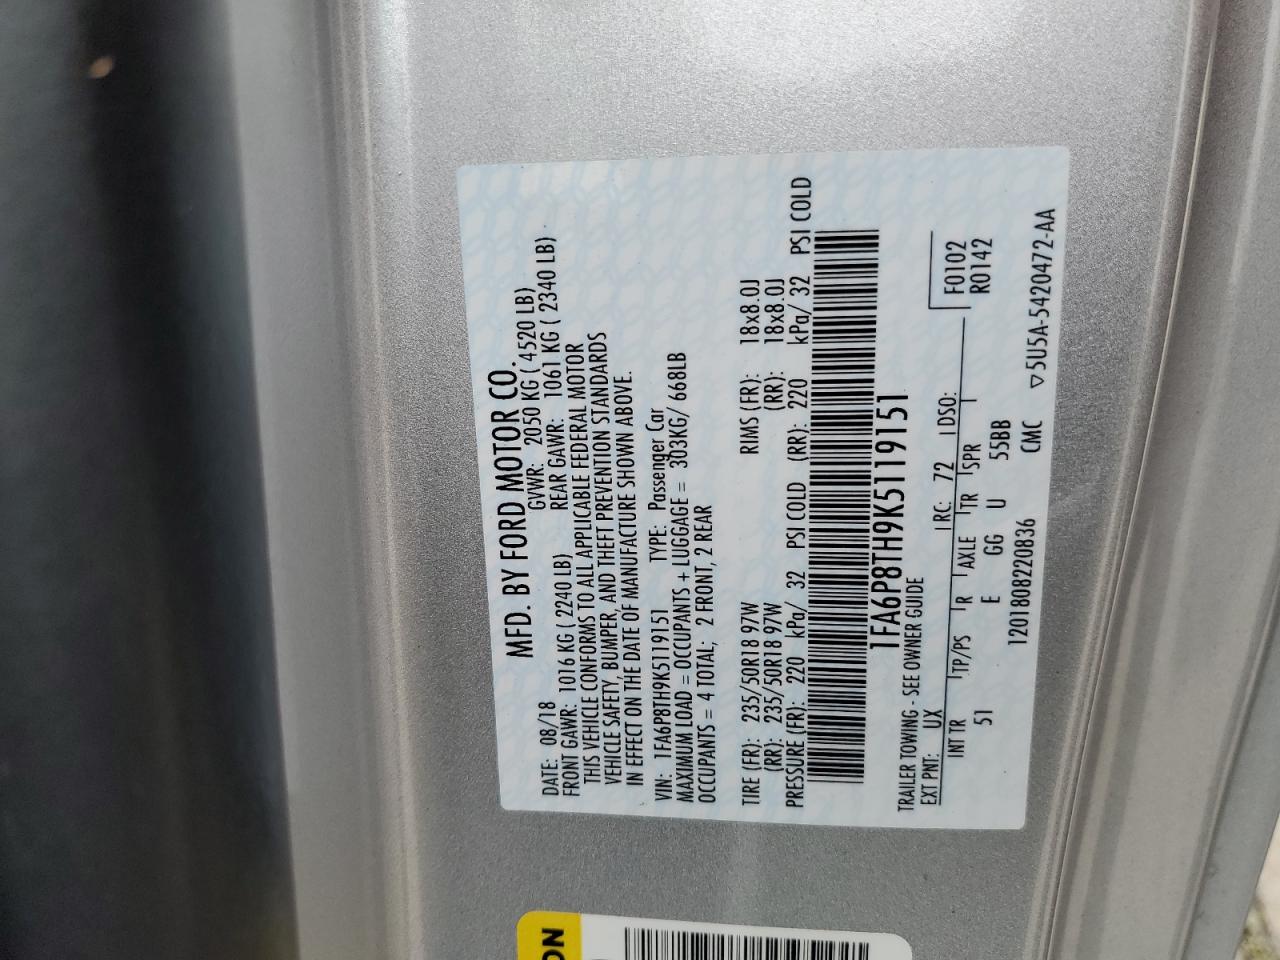 MFD. BY FORD MOTOR CO.
DATE: 08/18 GVWR: 2050 KG ( 4520 LB)
FRONT GAWR: 1016 KG ( 2240 LB) REAR GAWR: 1061 KG ( 2340 LB)
THIS VEHICLE CONFORMS TO ALL APPLICABLE FEDERAL MOTOR
VEHICLE SAFETY, BUMPER, AND THEFT PREVENTION STANDARDS
IN EFFECT ON THE DATE OF MANUFACTURE SHOWN ABOVE.
VIN: 1FA6P8TH9K5119151 TYPE: Passenger Car
MAXIMUM LOAD = OCCUPANTS + LUGGAGE = 303KG/ 668LB
OCCUPANTS = 4 TOTAL; 2 FRONT, 2 REAR
TIRE (FR): 235/50R18 97W RIMS (FR): 18x8.0J
(RR): 235/50R18 97W (RR): 18x8.0J
PRESSURE (FR): 220 kPa/ 32 PSI COLD (RR): 220 kPa/ 32 PSI COLD
1FA6P8TH9K5119151
TRAILER TOWING - SEE OWNER GUIDE
EXT PNT: UX RC: 72 DSO: F0102
INT TR TP/PS R AXLE TR SPR R0142
51 E GG U 55BB
1201808220836 CMC ▽5U5A-5420472-AA
ON